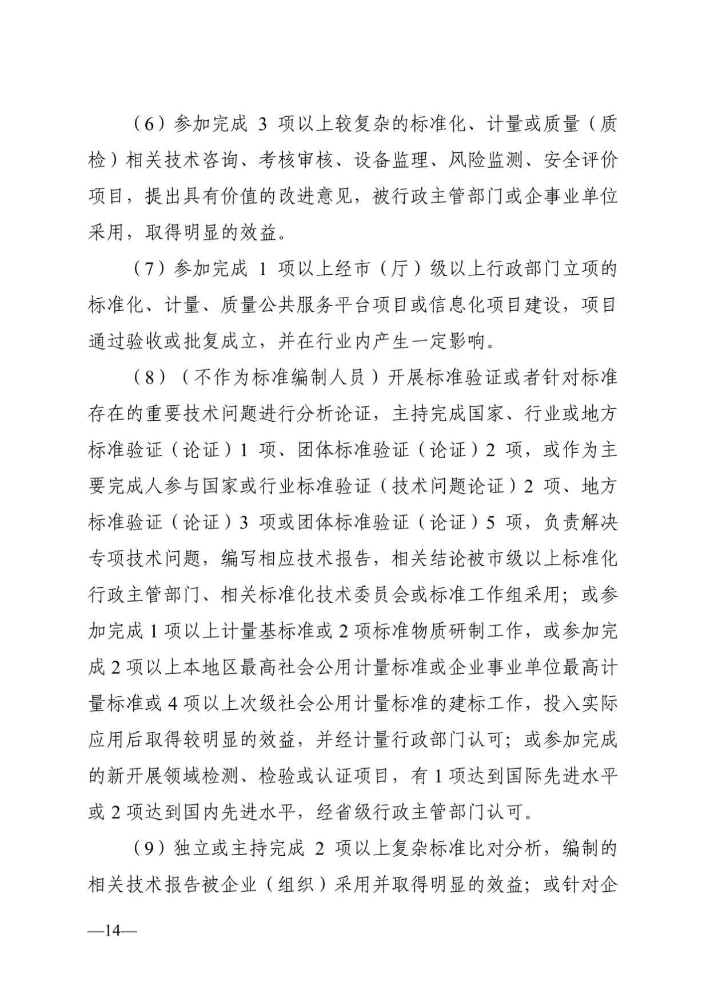 （6）参加完成 3 项以上较复杂的标准化、计量或质量（质
检）相关技术咨询、考核审核、设备监理、风险监测、安全评价
项目，提出具有价值的改进意见，被行政主管部门或企事业单位
采用，取得明显的效益。
（7）参加完成 1 项以上经市（厅）级以上行政部门立项的
标准化、计量、质量公共服务平台项目或信息化项目建设，项目
通过验收或批复成立，并在行业内产生一定影响。
（8）（不作为标准编制人员）开展标准验证或者针对标准
存在的重要技术问题进行分析论证，主持完成国家、行业或地方
标准验证（论证）1 项、团体标准验证（论证）2 项，或作为主
要完成人参与国家或行业标准验证（技术问题论证）2 项、地方
标准验证（论证）3 项或团体标准验证（论证）5 项，负责解决
专项技术问题，编写相应技术报告，相关结论被市级以上标准化
行政主管部门、相关标准化技术委员会或标准工作组采用；或参
加完成 1 项以上计量基标准或 2 项标准物质研制工作，或参加完
成 2 项以上本地区最高社会公用计量标准或企业事业单位最高计
量标准或 4 项以上次级社会公用计量标准的建标工作，投入实际
应用后取得较明显的效益，并经计量行政部门认可；或参加完成
的新开展领域检测、检验或认证项目，有 1 项达到国际先进水平
或 2 项达到国内先进水平，经省级行政主管部门认可。
（9）独立或主持完成 2 项以上复杂标准比对分析，编制的
相关技术报告被企业（组织）采用并取得明显的效益；或针对企
—14—